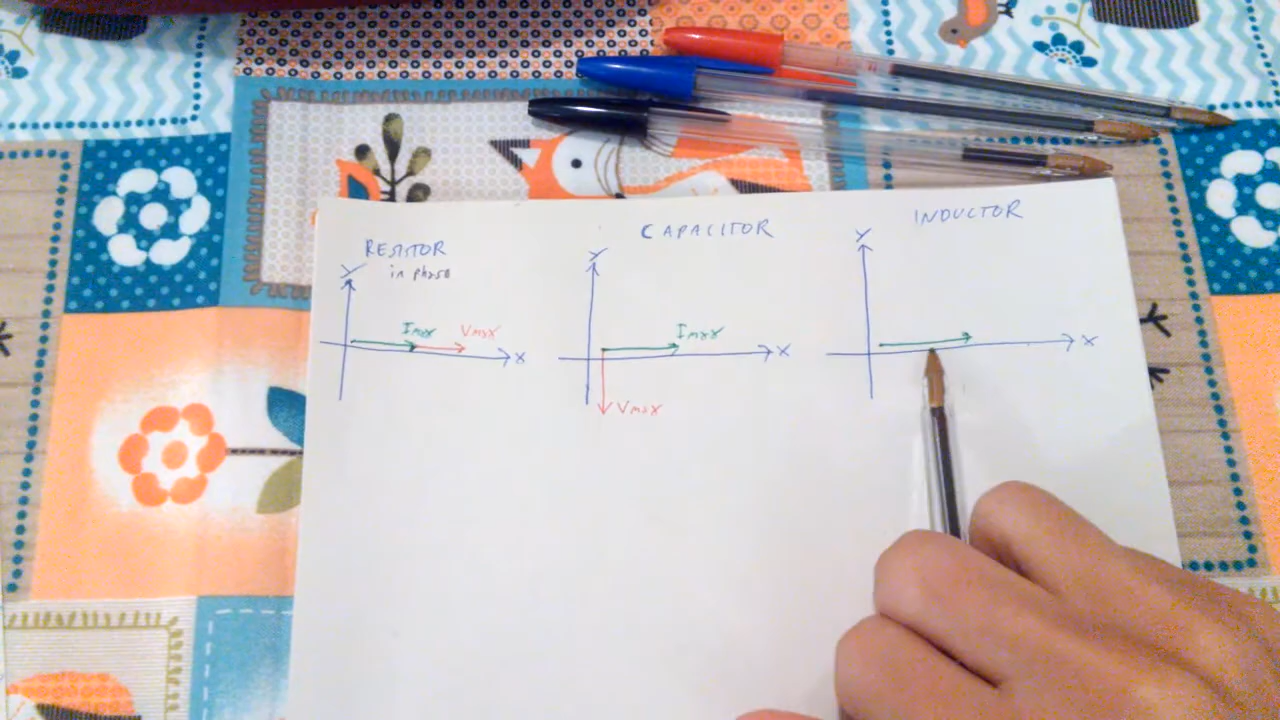 RESISTOR
in phase
Y
Imax
Vmax
X
CAPACITOR
Y
Imax
X
Vmax
INDUCTOR
Y
X